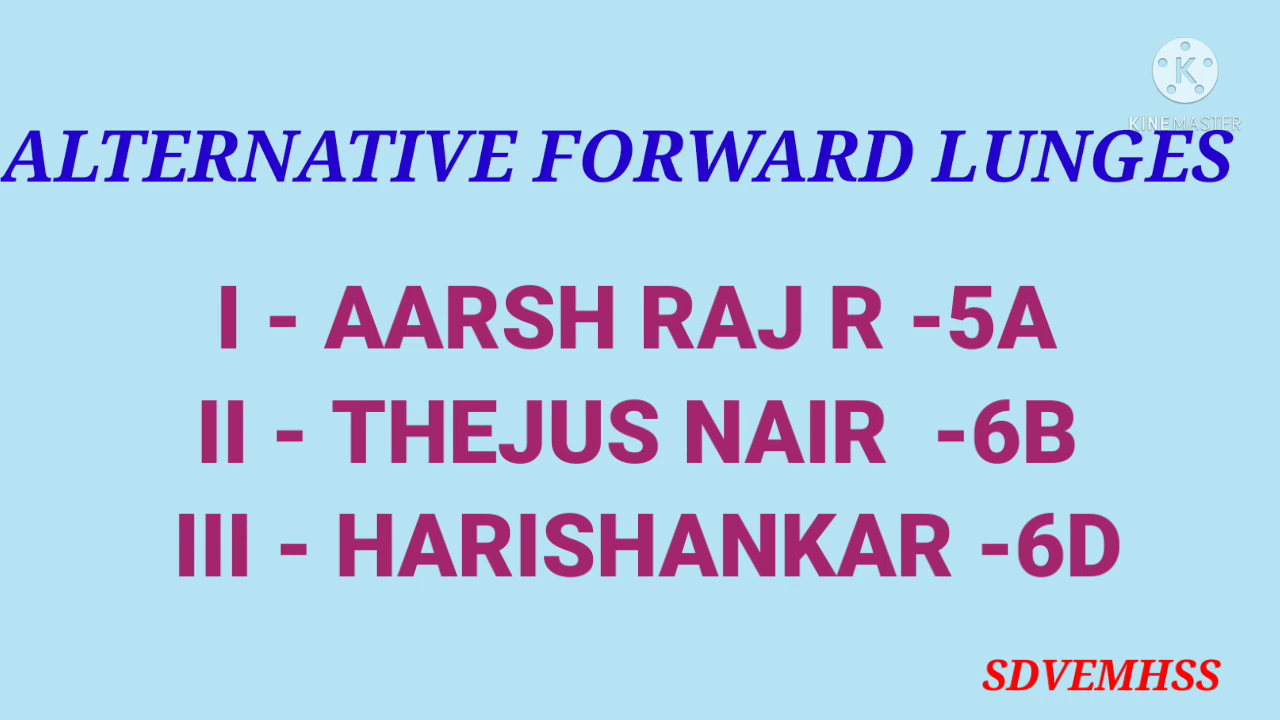 K
KINEMASTER
ALTERNATIVE FORWARD LUNGES
I - AARSH RAJ R -5A
II - THEJUS NAIR -6B
III - HARISHANKAR -6D
SDVEMHSS